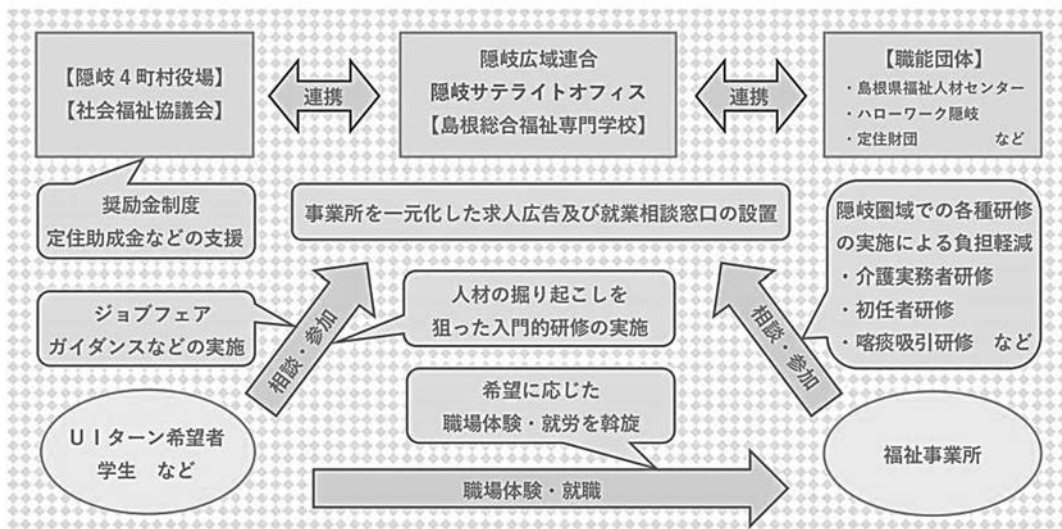 【隠岐4町村役場】
【社会福祉協議会】
連携
隠岐広域連合
隠岐サテライトオフィス
【島根総合福祉専門学校】
連携
【職能団体】
・島根県福祉人材センター
・ハローワーク隠岐
・定住財団　など
奨励金制度
定住助成金などの支援
事業所を一元化した求人広告及び就業相談窓口の設置
隠岐圏域での各種研修
の実施による負担軽減
・介護実務者研修
・初任者研修
・喀痰吸引研修　など
ジョブフェア
ガイダンスなどの実施
相談・参加
人材の掘り起こしを
狙った入門的研修の実施
相談・参加
希望に応じた
職場体験・就労を斡旋
ＵＩターン希望者
学生　など
職場体験・就職
福祉事業所